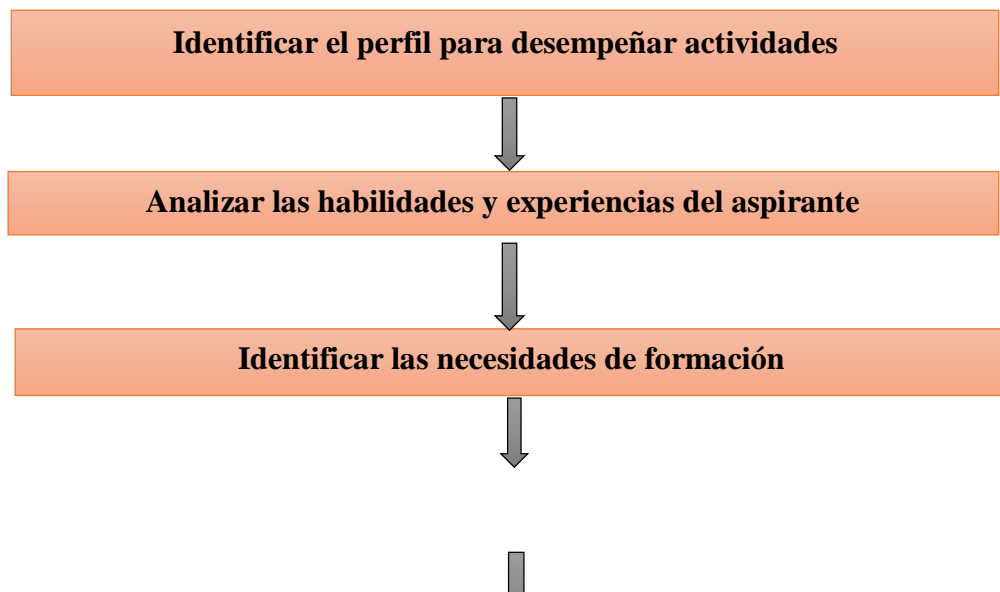 Identificar el perfil para desempeñar actividades
Analizar las habilidades y experiencias del aspirante
Identificar las necesidades de formación